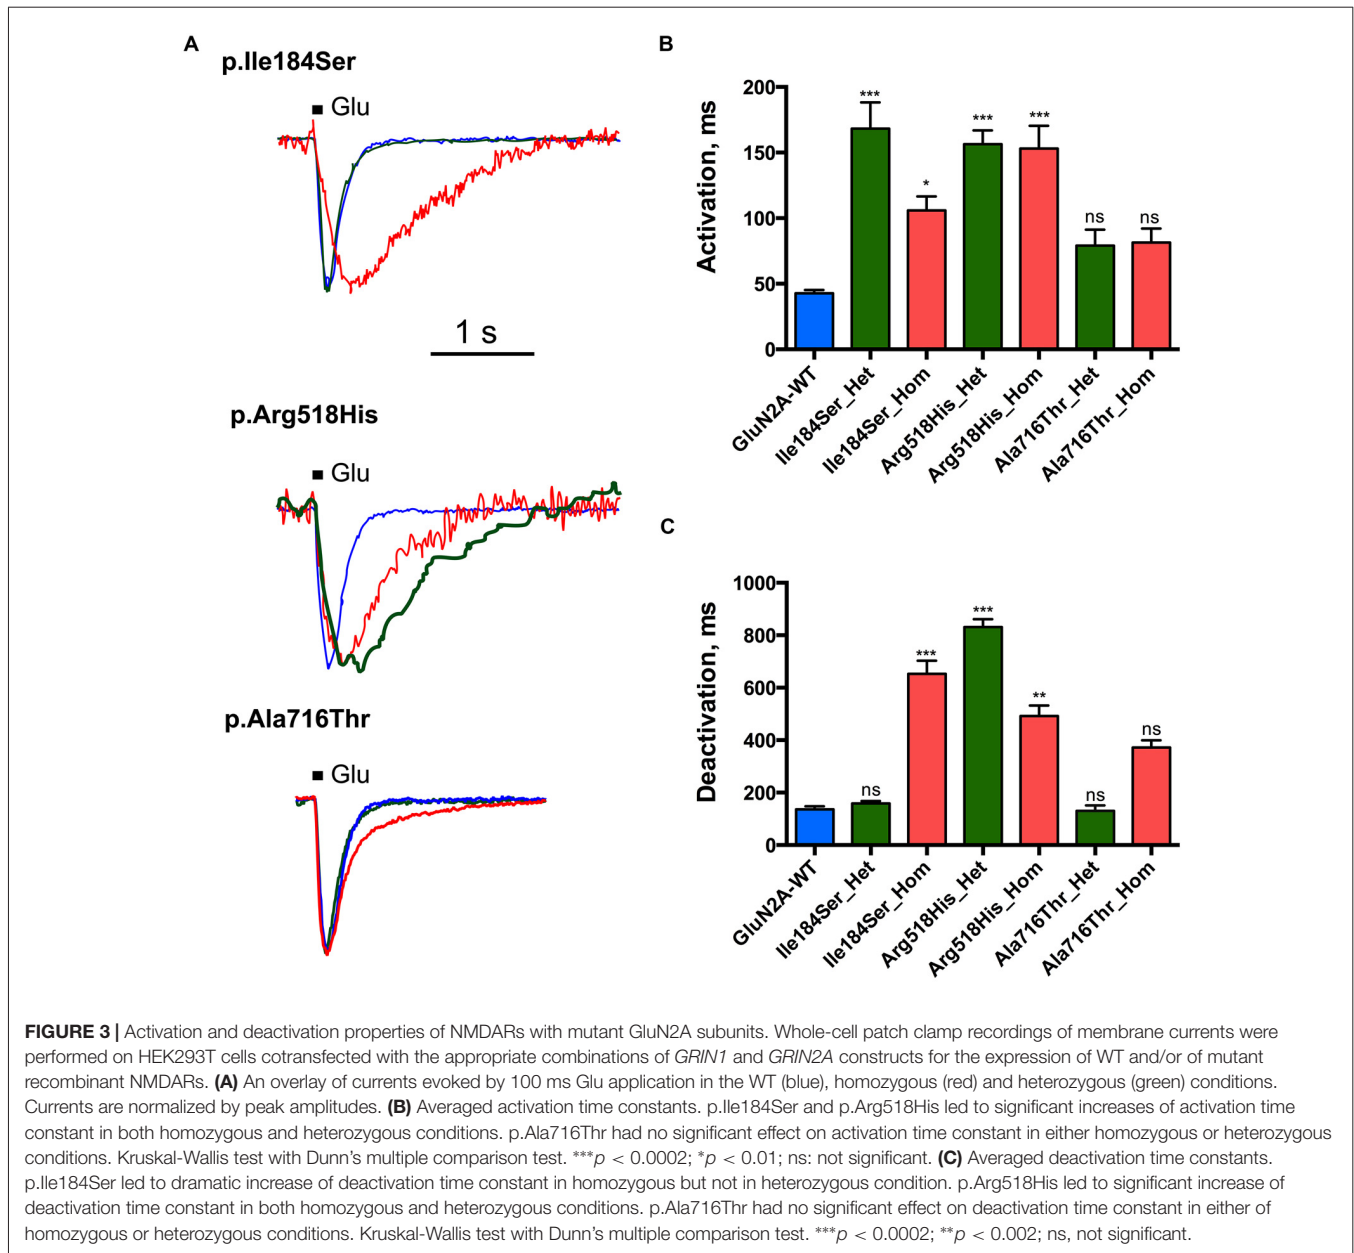 A
p.Ile184Ser
Glu
1 s
p.Arg518His
Glu
p.Ala716Thr
Glu
B
Activation, ms
200
150
100
50
0
***
*
***
***
ns
ns
GluN2A-WT
Ile184Ser_Het
Ile184Ser_Hom
Arg518His_Het
Arg518His_Hom
Ala716Thr_Het
Ala716Thr_Hom
C
Deactivation, ms
1000
800
600
400
200
0
ns
***
***
**
ns
ns
GluN2A-WT
Ile184Ser_Het
Ile184Ser_Hom
Arg518His_Het
Arg518His_Hom
Ala716Thr_Het
Ala716Thr_Hom
FIGURE 3 | Activation and deactivation properties of NMDARs with mutant GluN2A subunits. Whole-cell patch clamp recordings of membrane currents were
performed on HEK293T cells cotransfected with the appropriate combinations of GRIN1 and GRIN2A constructs for the expression of WT and/or of mutant
recombinant NMDARs. (A) An overlay of currents evoked by 100 ms Glu application in the WT (blue), homozygous (red) and heterozygous (green) conditions.
Currents are normalized by peak amplitudes. (B) Averaged activation time constants. p.Ile184Ser and p.Arg518His led to significant increases of activation time
constant in both homozygous and heterozygous conditions. p.Ala716Thr had no significant effect on activation time constant in either homozygous or heterozygous
conditions. Kruskal-Wallis test with Dunn's multiple comparison test. ***p < 0.0002; *p < 0.01; ns: not significant. (C) Averaged deactivation time constants.
p.Ile184Ser led to dramatic increase of deactivation time constant in homozygous but not in heterozygous condition. p.Arg518His led to significant increase of
deactivation time constant in both homozygous and heterozygous conditions. p.Ala716Thr had no significant effect on deactivation time constant in either of
homozygous or heterozygous conditions. Kruskal-Wallis test with Dunn's multiple comparison test. ***p < 0.0002; **p < 0.002; ns, not significant.